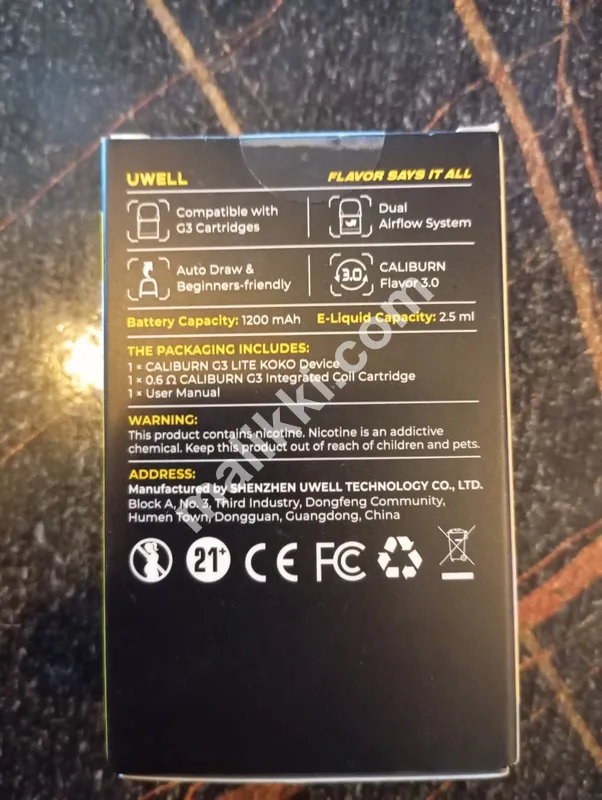 UWELL
FLAVOR SAYS IT ALL
Compatible with
G3 Cartridges
Dual
Airflow System
Auto Draw &
Beginners-friendly
3.0
CALIBURN
Flavor 3.0
Battery Capacity: 1200 mAh
E-Liquid Capacity: 2.5 ml
THE PACKAGING INCLUDES:
1 × CALIBURN G3 LITE KOKO Device
1 × 0.6 Ω CALIBURN G3 Integrated Coil Cartridge
1 × User Manual
WARNING:
This product contains nicotine. Nicotine is an addictive
chemical. Keep this product out of reach of children and pets.
ADDRESS:
Manufactured by SHENZHEN UWELL TECHNOLOGY CO., LTD.
Block A, No. 3, Third Industry, Dongfeng Community,
Humen Town, Dongguan, Guangdong, China
21+
CE
FC
malikki.com